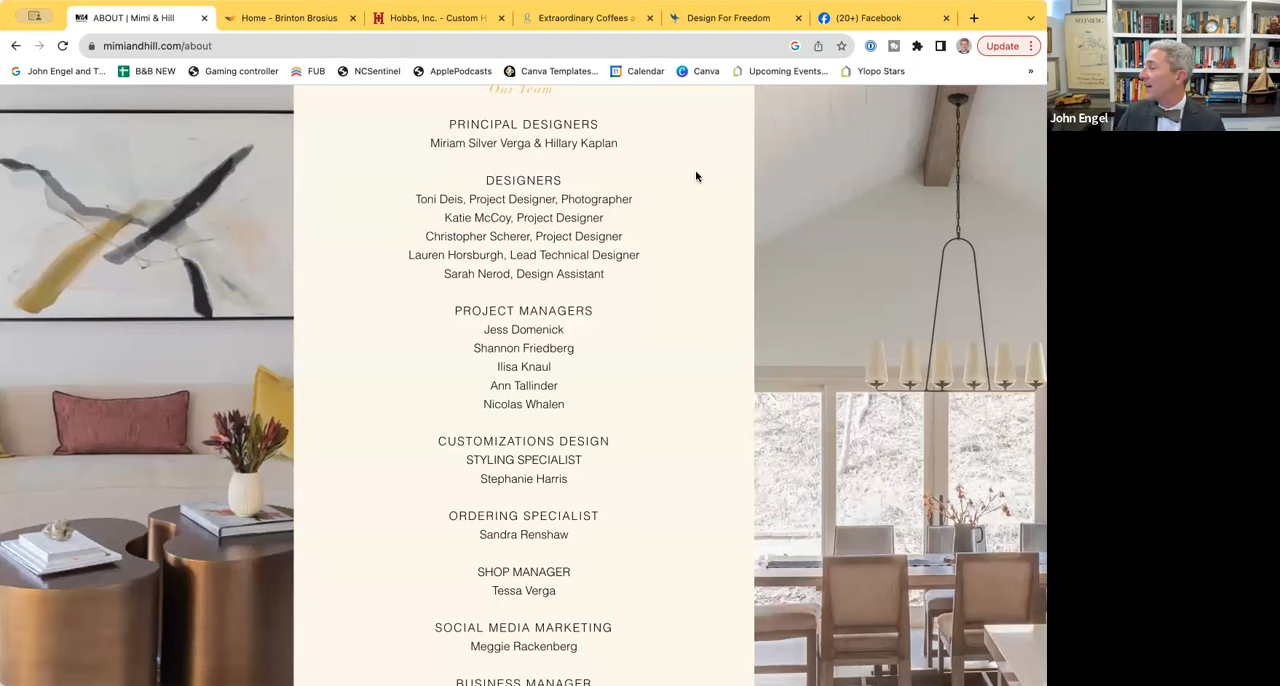 ABOUT | Mimi & Hill
Home - Brinton Brosius
Hobbs, Inc. - Custom H
Extraordinary Coffees a
Design For Freedom
(20+) Facebook
mimiandhill.com/about
Update
John Engel and T...
B&B NEW
Gaming controller
FUB
NCSentinel
ApplePodcasts
Canva Templates...
Calendar
Canva
Upcoming Events...
Ylopo Stars
»
STEINBERG
John Engel
Our Team
PRINCIPAL DESIGNERS
Miriam Silver Verga & Hillary Kaplan
DESIGNERS
Toni Deis, Project Designer, Photographer
Katie McCoy, Project Designer
Christopher Scherer, Project Designer
Lauren Horsburgh, Lead Technical Designer
Sarah Nerod, Design Assistant
PROJECT MANAGERS
Jess Domenick
Shannon Friedberg
Ilisa Knaul
Ann Tallinder
Nicolas Whalen
CUSTOMIZATIONS DESIGN
STYLING SPECIALIST
Stephanie Harris
ORDERING SPECIALIST
Sandra Renshaw
SHOP MANAGER
Tessa Verga
SOCIAL MEDIA MARKETING
Meggie Rackenberg
BUSINESS MANAGER